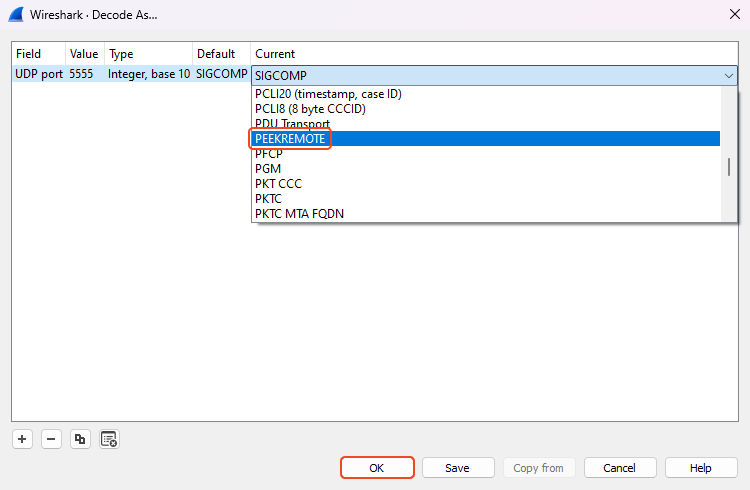 Wireshark · Decode As...
Field Value Type Default Current
UDP port 5555 Integer, base 10 SIGCOMP SIGCOMP
PCLI20 (timestamp, case ID)
PCLI8 (8 byte CCCID)
PDU Transport
PEEKREMOTE
PFCP
PGM
PKT CCC
PKTC
PKTC MTA FQDN
OK Save Copy from Cancel Help